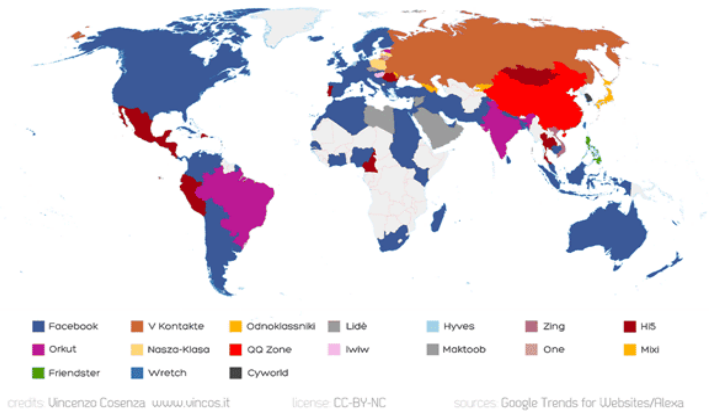 Facebook V Kontakte Odnoklassniki Lidé Hyves Zing Hi5
Orkut Nasza-Klasa QQ Zone Iwiw Maktoob One Mixi
Friendster Wretch Cyworld
credits: Vincenzo Cosenza www.vincos.it license: CC-BY-NC sources: Google Trends for Websites/Alexa